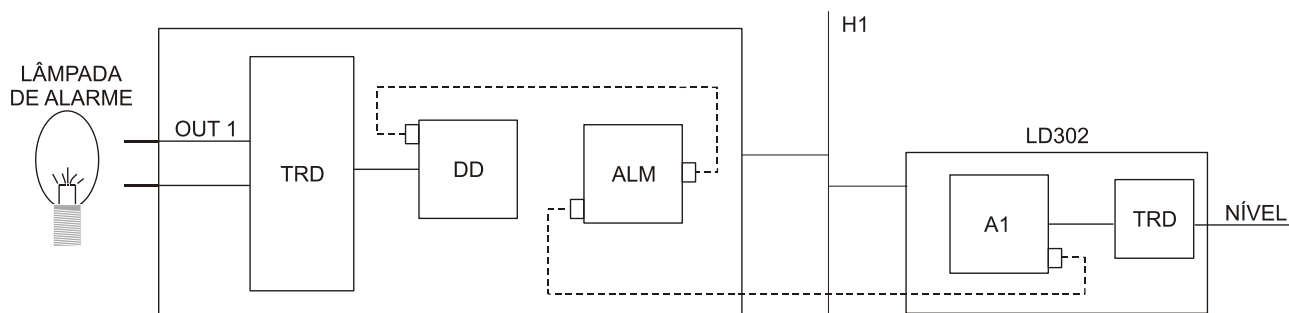 H1
LÂMPADA
DE ALARME
OUT 1
TRD
DD
ALM
LD302
A1
TRD
NÍVEL